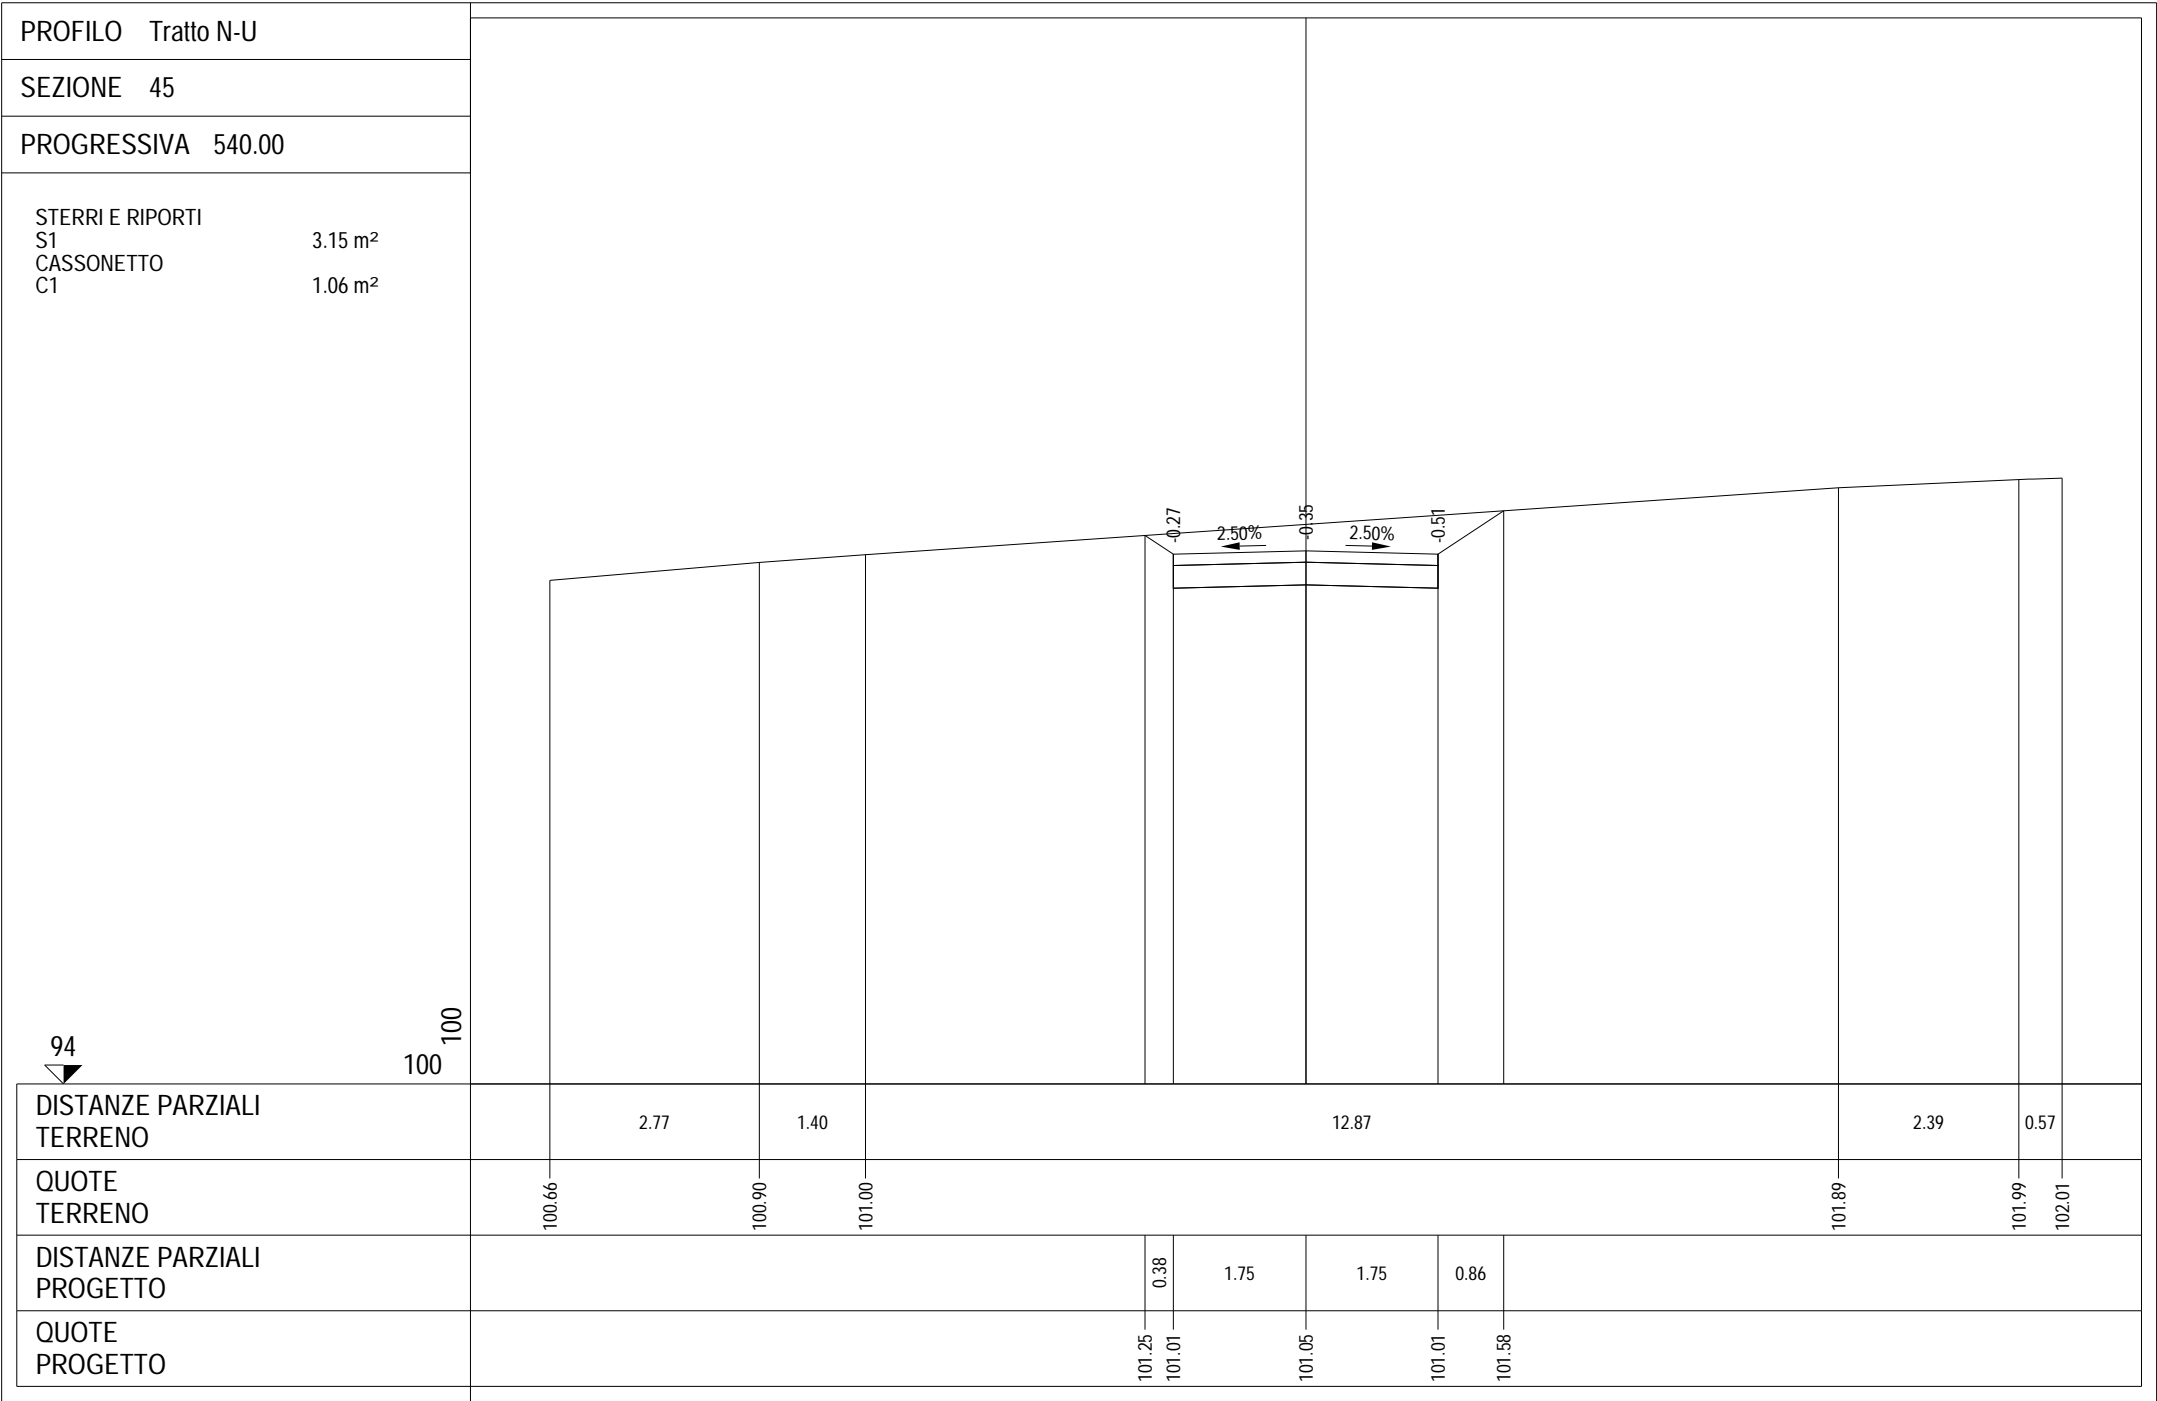 PROFILO Tratto N-U
SEZIONE 45
PROGRESSIVA 540.00
STERRI E RIPORTI
S1 3.15 m²
CASSONETTO
C1 1.06 m²
-0.27
2.50%
-0.35
2.50%
-0.51
94
100
100
DISTANZE PARZIALI
TERRENO
2.77 1.40 12.87 2.39 0.57
QUOTE
TERRENO
100.66 100.90 101.00 101.89 101.99 102.01
DISTANZE PARZIALI
PROGETTO
0.38 1.75 1.75 0.86
QUOTE
PROGETTO
101.25 101.01 101.05 101.01 101.58